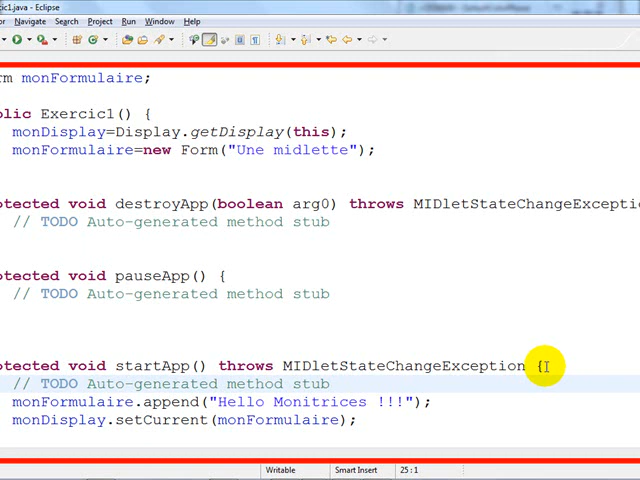 cic1.java - Eclipse
or Navigate Search Project Run Window Help
rm monFormulaire;
blic Exercic1() {
monDisplay=Display.getDisplay(this);
monFormulaire=new Form("Une midlette");
otected void destroyApp(boolean arg0) throws MIDletStateChangeExceptio
// TODO Auto-generated method stub
otected void pauseApp() {
// TODO Auto-generated method stub
otected void startApp() throws MIDletStateChangeException {
// TODO Auto-generated method stub
monFormulaire.append("Hello Monitrices !!!");
monDisplay.setCurrent(monFormulaire);
Writable Smart Insert 25:1